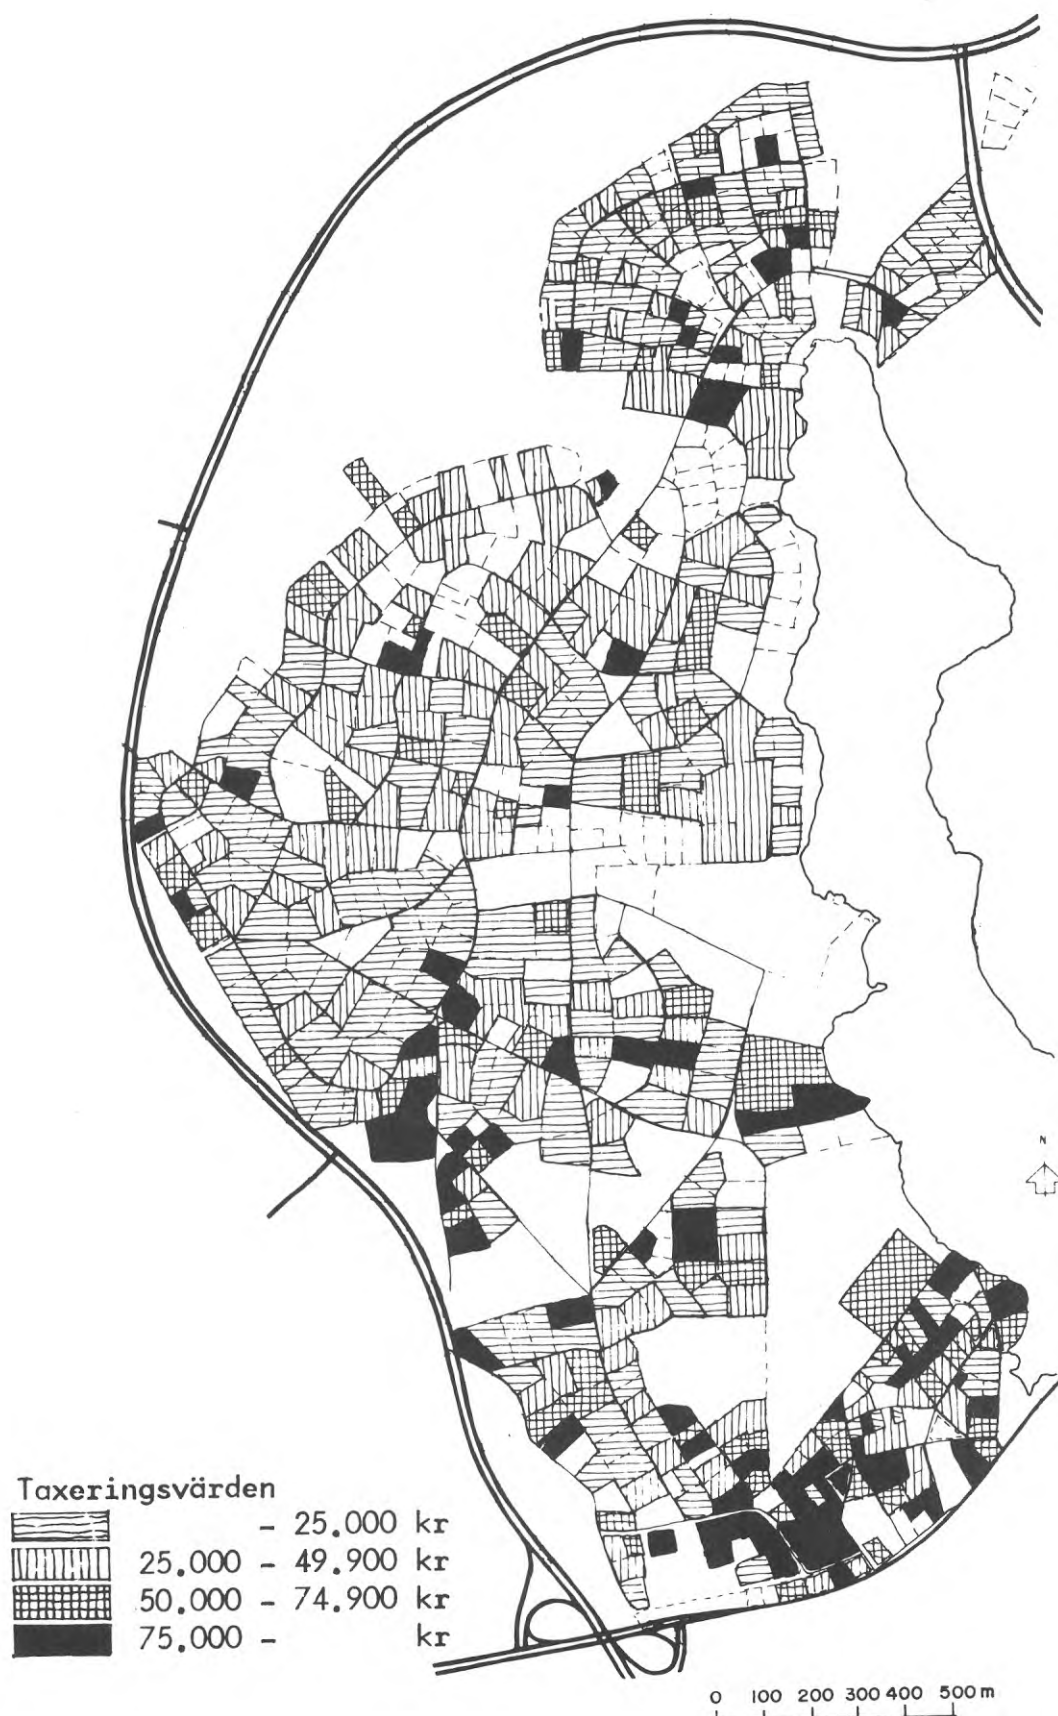 N
Taxeringsvärden
- 25.000 kr
25.000 - 49.900 kr
50.000 - 74.900 kr
75.000 - kr
0 100 200 300 400 500 m